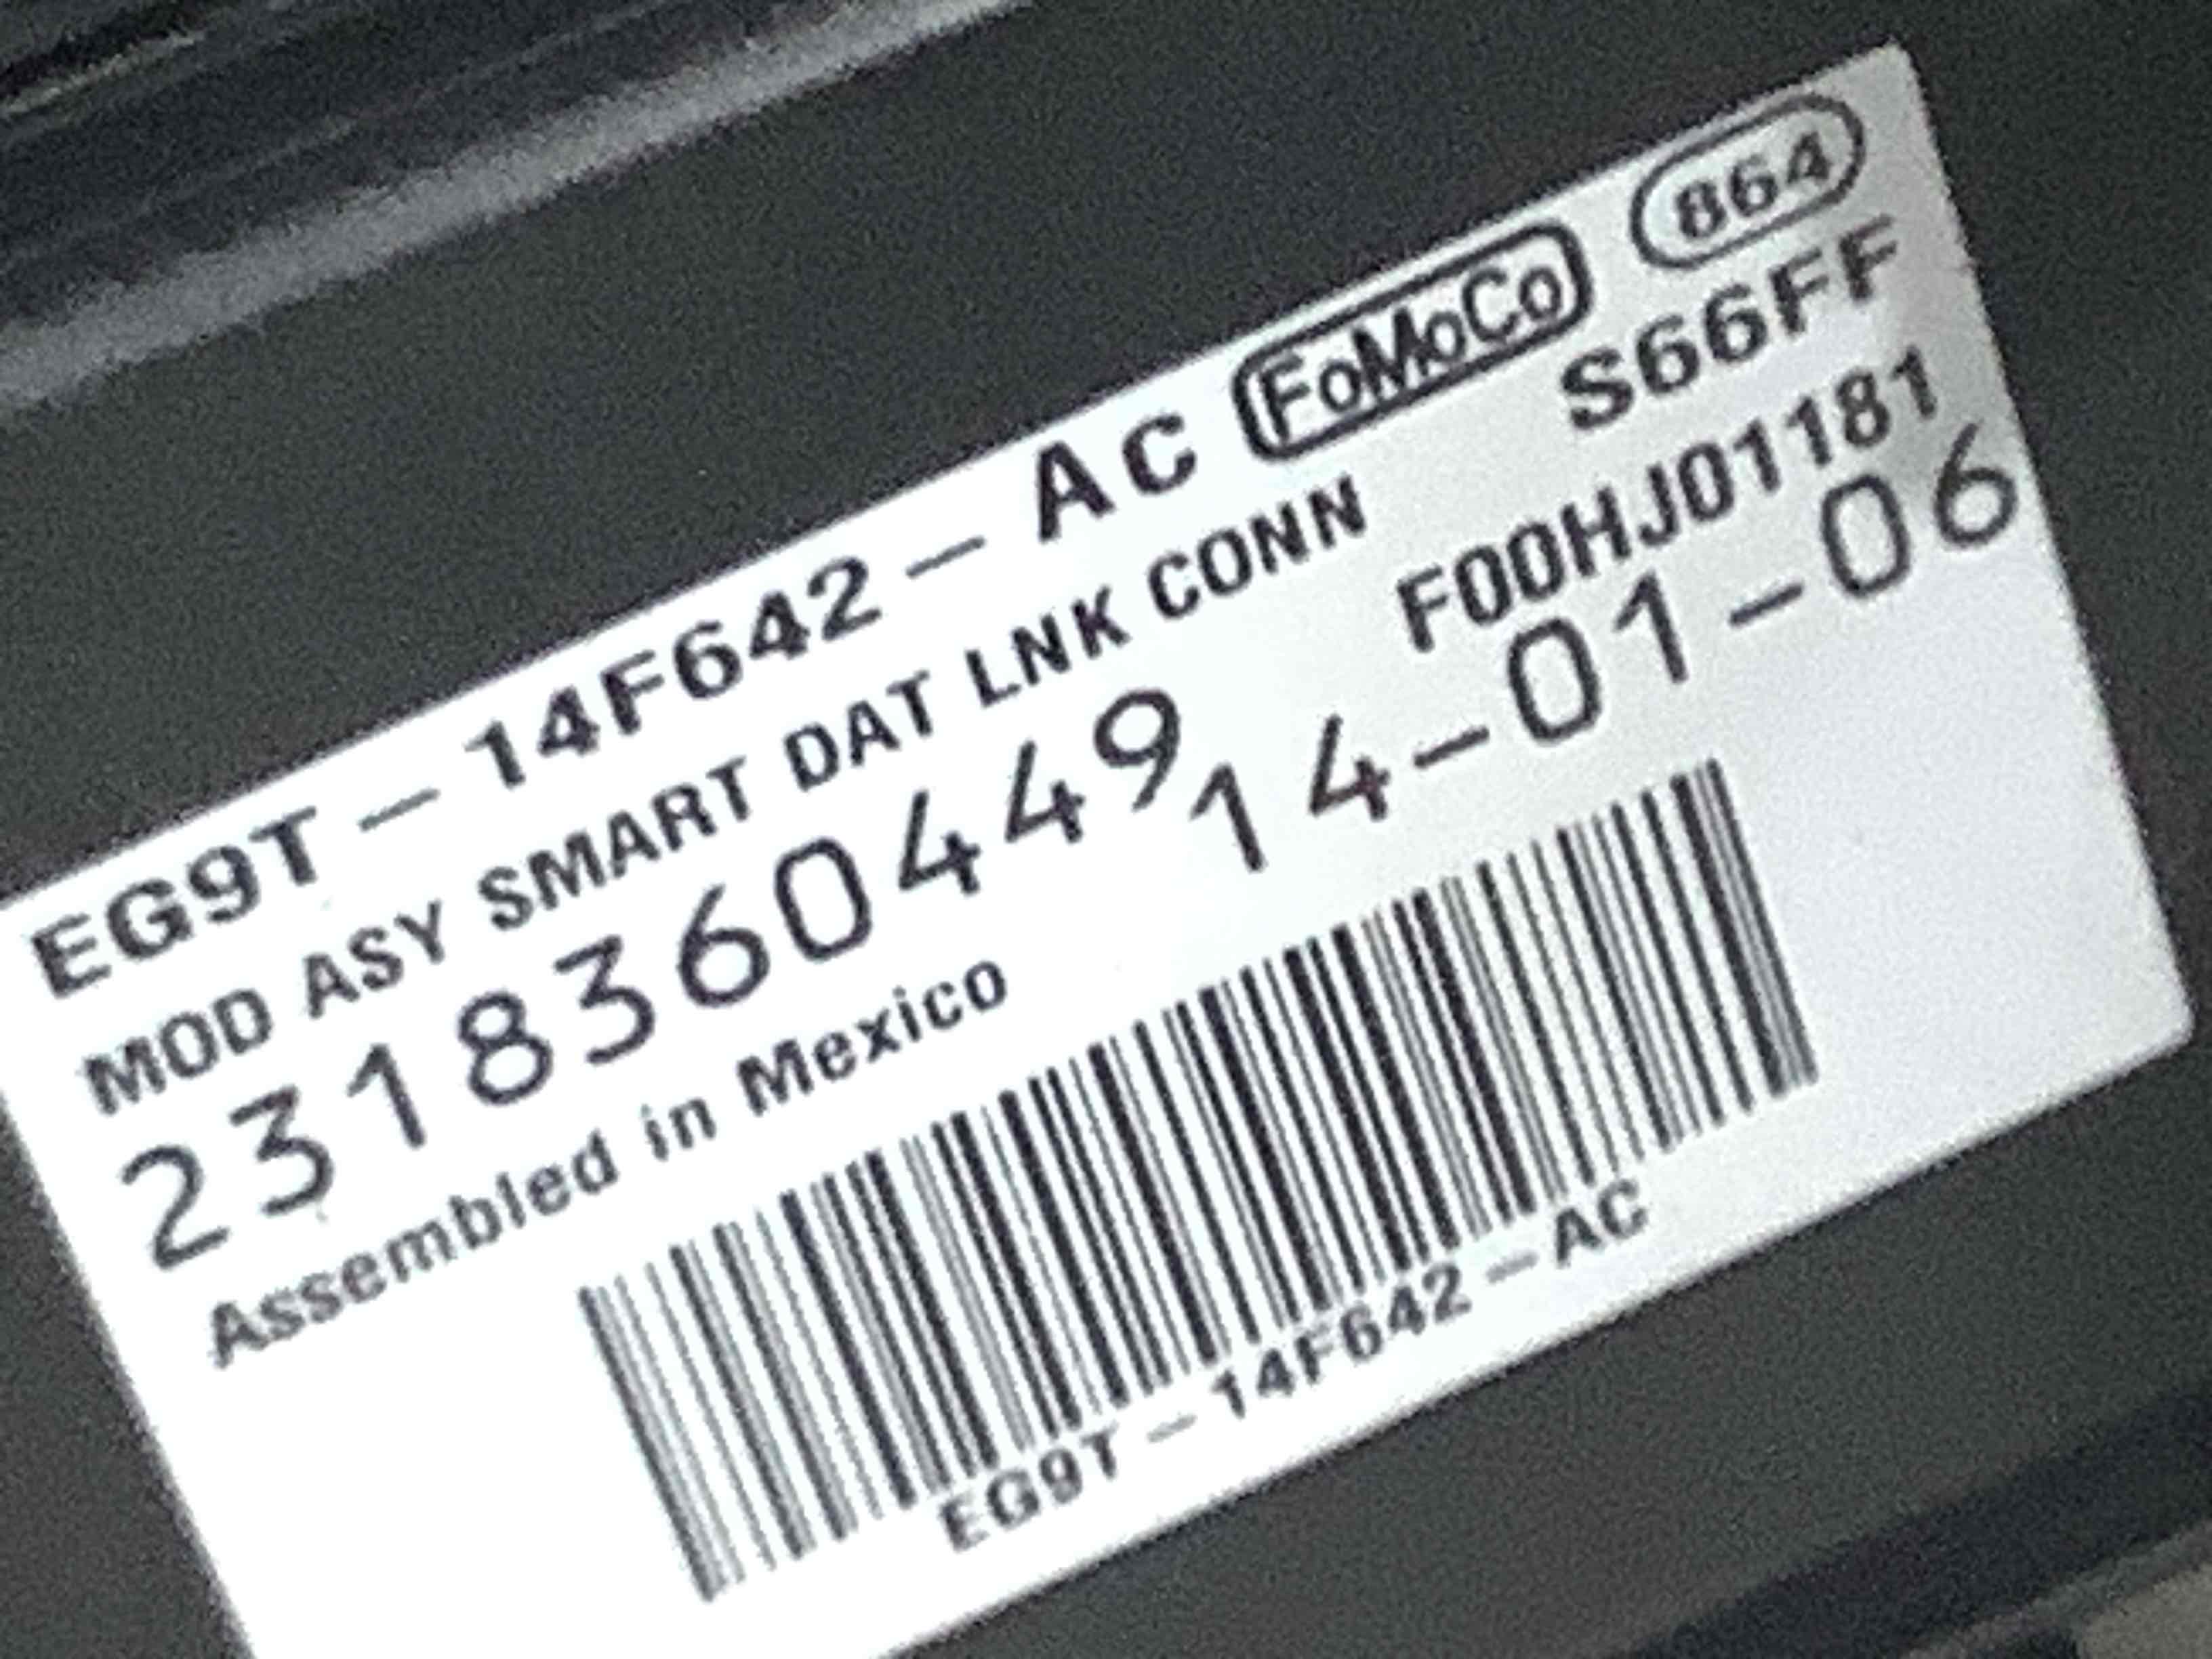 EG9T-14F642-AC FoMoCo 864
MOD ASY SMART DAT LNK CONN S66FF
2318360449 F00HJ01181
14-01-06
Assembled in Mexico
EG9T-14F642-AC